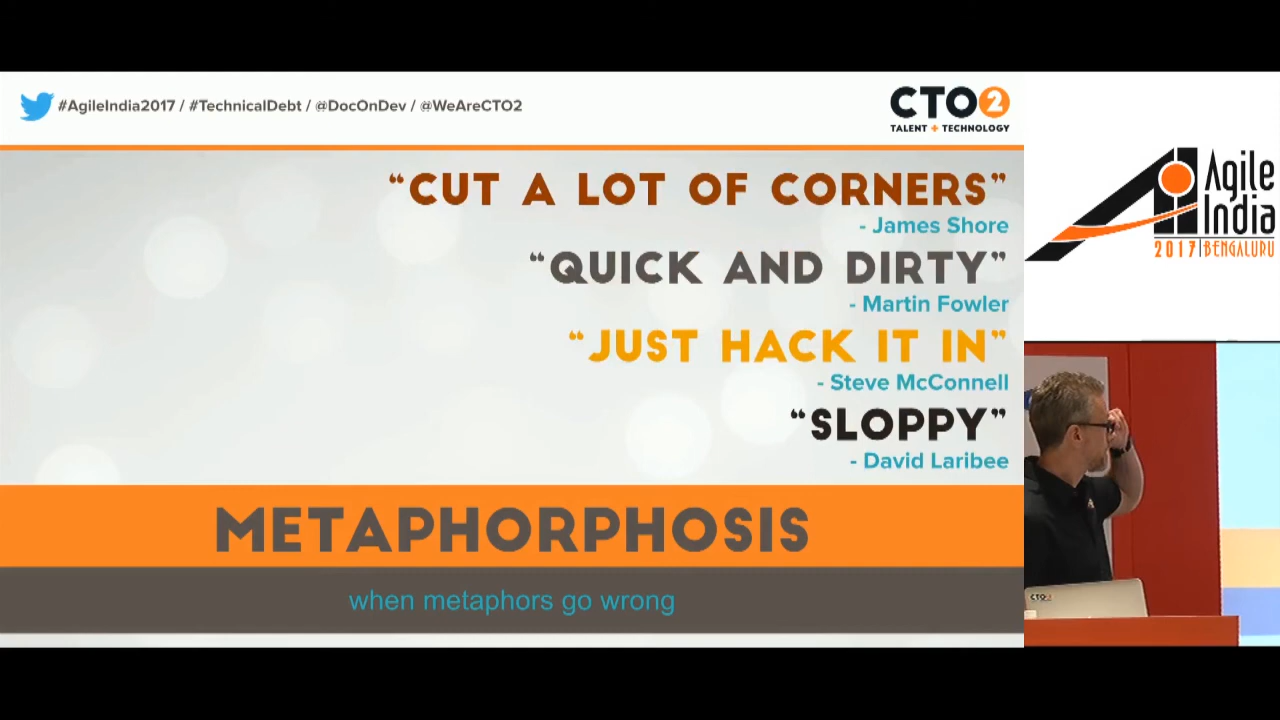 #AgileIndia2017 / #TechnicalDebt / @DocOnDev / @WeAreCTO2
CTO2
TALENT + TECHNOLOGY
“CUT A LOT OF CORNERS”
- James Shore
“QUICK AND DIRTY”
- Martin Fowler
“JUST HACK IT IN”
- Steve McConnell
“SLOPPY”
- David Laribee
METAPHORPHOSIS
when metaphors go wrong
Agile
India
2017 | BENGALURU
CTO2